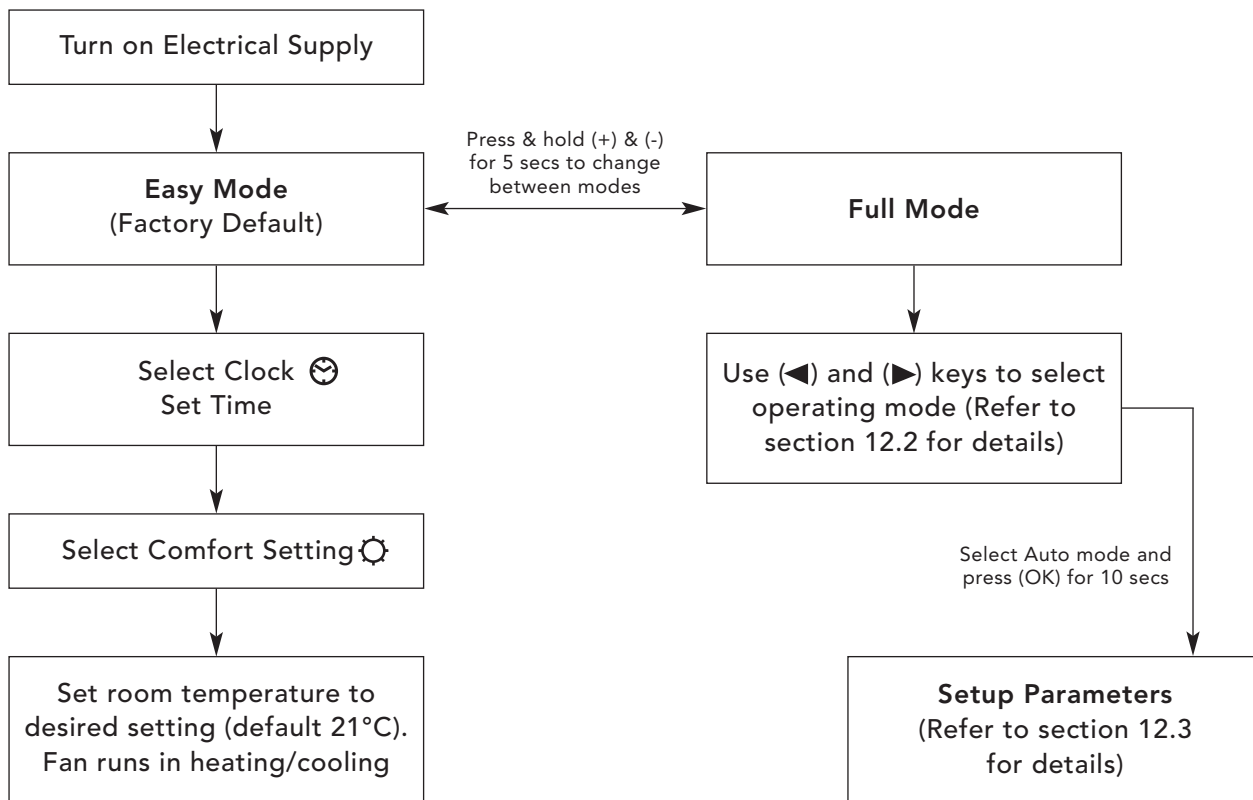 Turn on Electrical Supply
Easy Mode
(Factory Default)
Press & hold (+) & (-)
for 5 secs to change
between modes
Full Mode
Select Clock
Set Time
Use (◀) and (▶) keys to select
operating mode (Refer to
section 12.2 for details)
Select Comfort Setting
Select Auto mode and
press (OK) for 10 secs
Set room temperature to
desired setting (default 21°C).
Fan runs in heating/cooling
Setup Parameters
(Refer to section 12.3
for details)